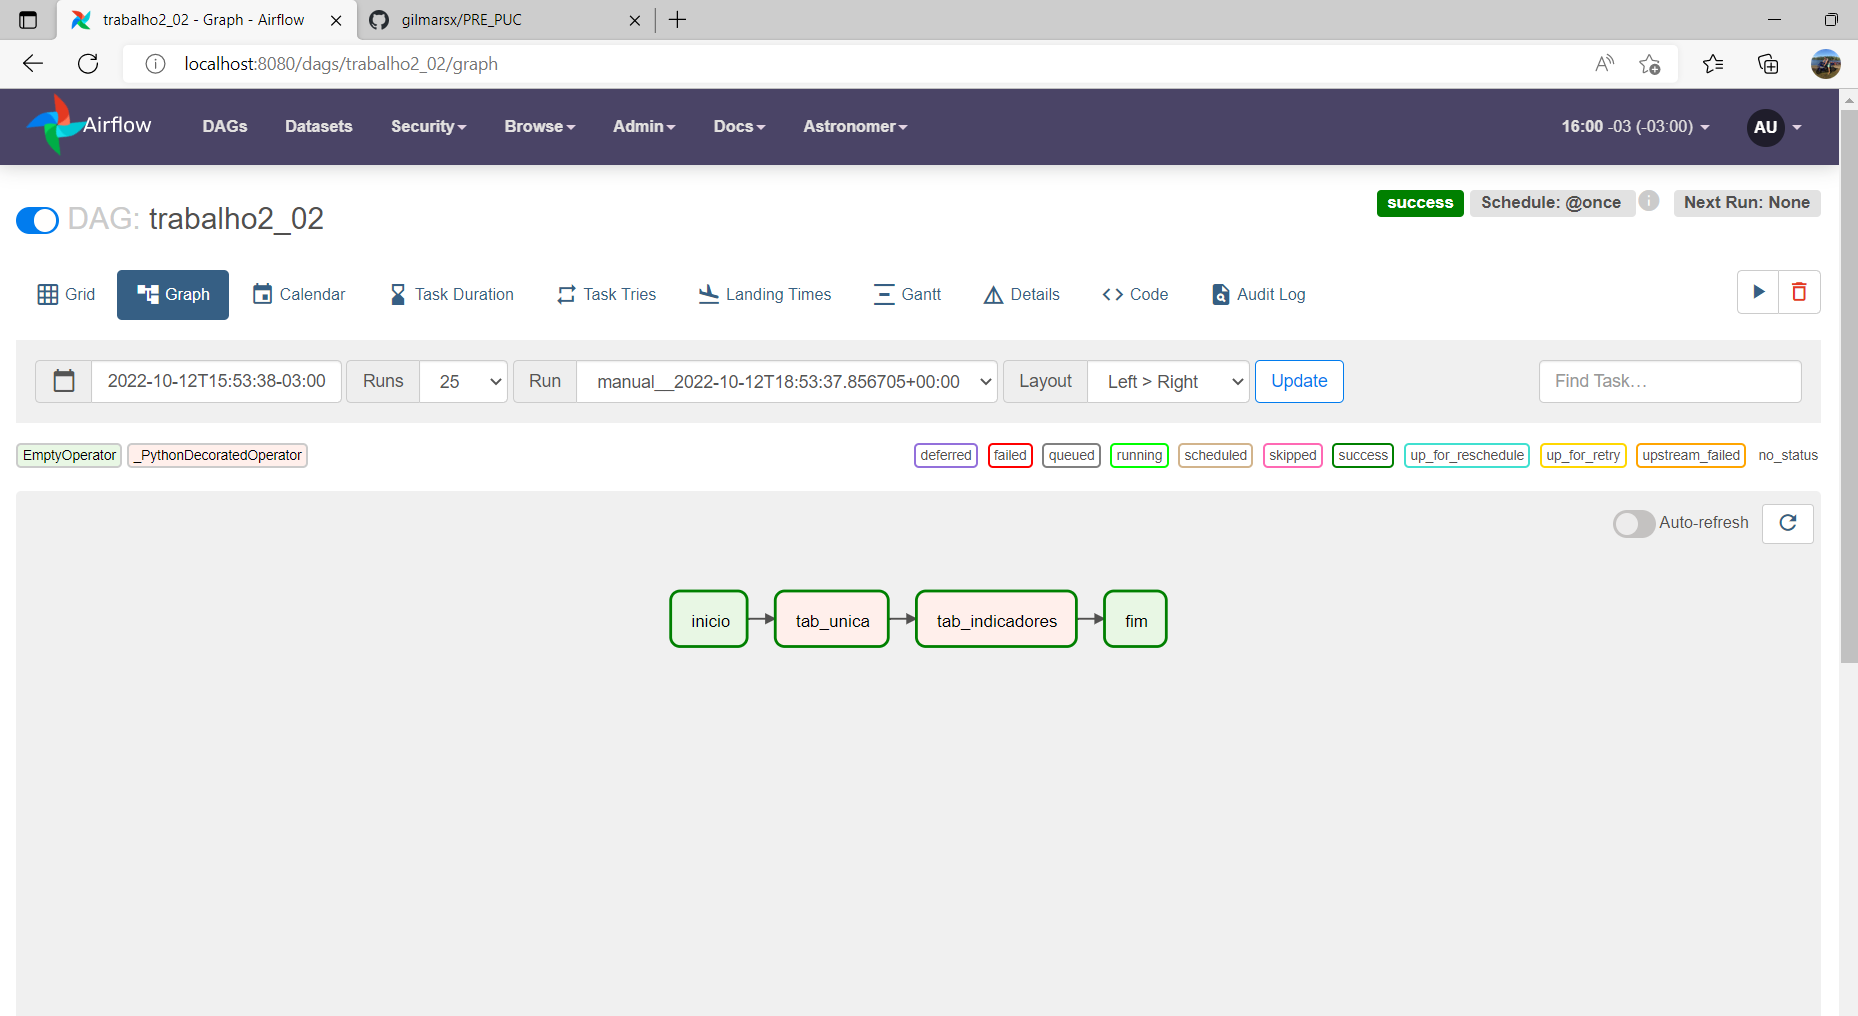 trabalho2_02 - Graph - Airflow
gilmarsx/PRE_PUC
localhost:8080/dags/trabalho2_02/graph
Airflow DAGs Datasets Security Browse Admin Docs Astronomer 16:00 -03 (-03:00) AU
DAG: trabalho2_02
success Schedule: @once Next Run: None
Grid Graph Calendar Task Duration Task Tries Landing Times Gantt Details Code Audit Log
2022-10-12T15:53:38-03:00 Runs 25 Run manual__2022-10-12T18:53:37.856705+00:00 Layout Left > Right Update Find Task…
EmptyOperator _PythonDecoratedOperator deferred failed queued running scheduled skipped success up_for_reschedule up_for_retry upstream_failed no_status
Auto-refresh
inicio tab_unica tab_indicadores fim